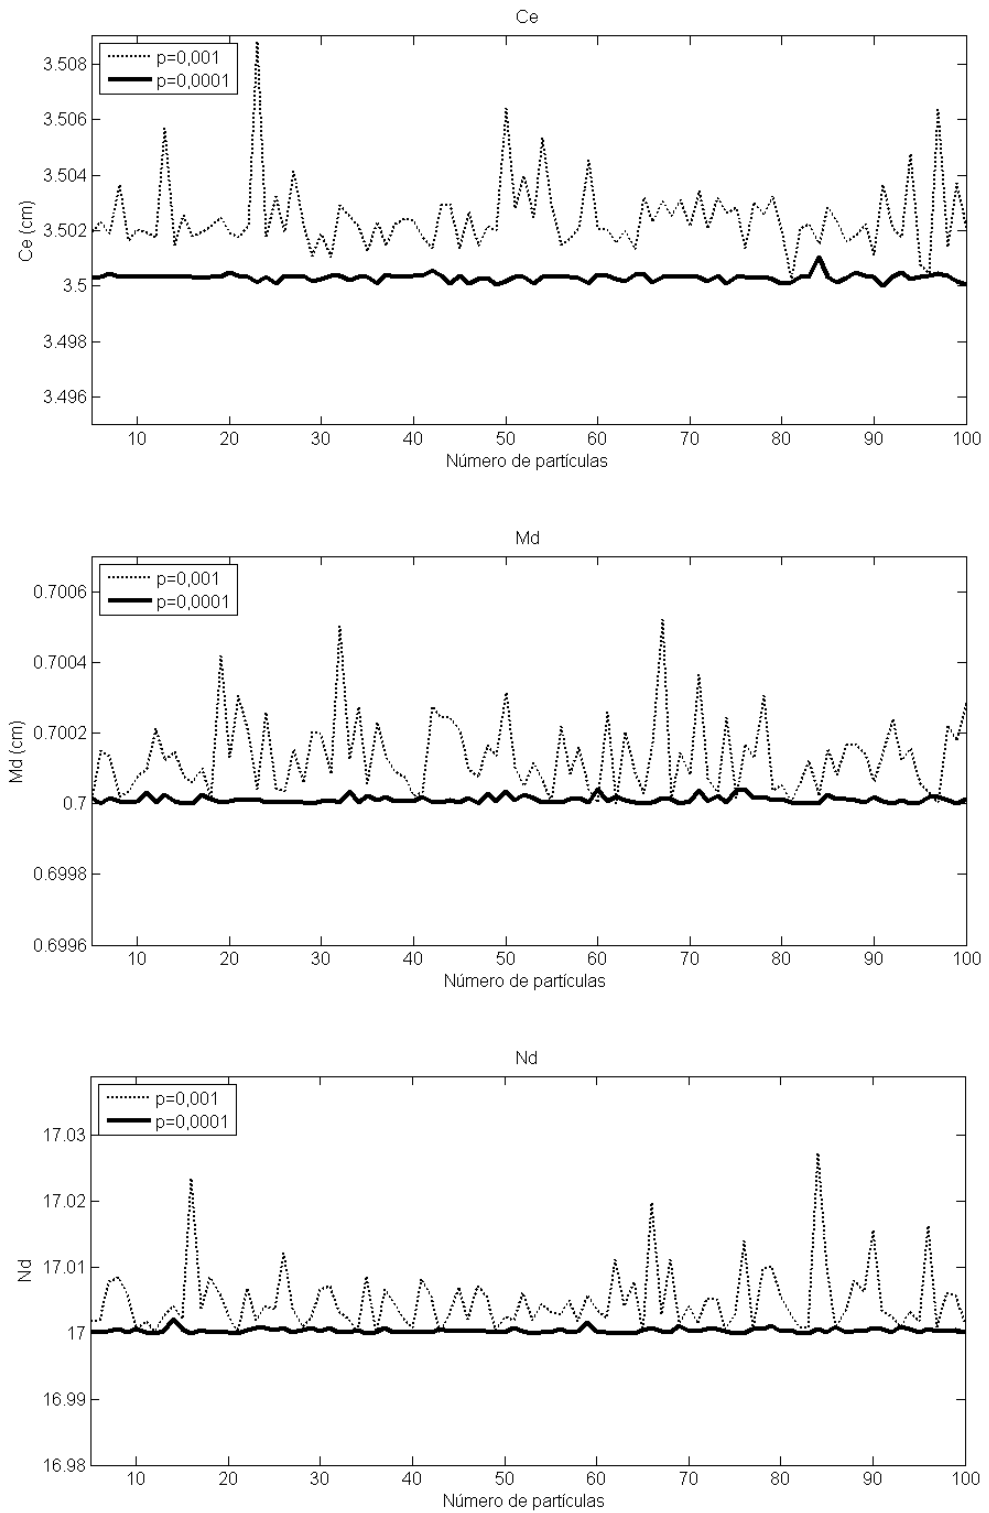 Ce
p=0,001
p=0,0001
3.508
3.506
3.504
3.502
3.5
3.498
3.496
Ce (cm)
10 20 30 40 50 60 70 80 90 100
Número de partículas
Md
p=0,001
p=0,0001
0.7006
0.7004
0.7002
0.7
0.6998
0.6996
Md (cm)
10 20 30 40 50 60 70 80 90 100
Número de partículas
Nd
p=0,001
p=0,0001
17.03
17.02
17.01
17
16.99
16.98
Nd
10 20 30 40 50 60 70 80 90 100
Número de partículas